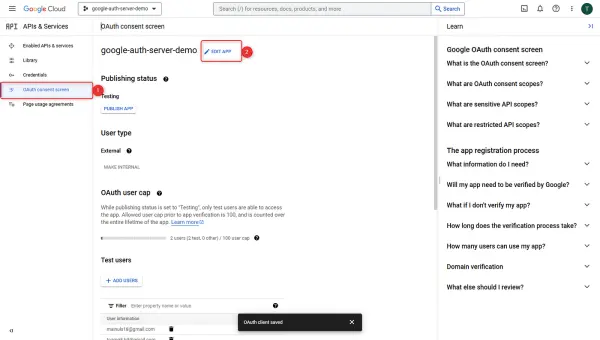 Google Cloud
google-auth-server-demo
Search (/) for resources, docs, products, and more
Search
T
API APIs & Services
Enabled APIs & services
Library
Credentials
OAuth consent screen
1
Page usage agreements
OAuth consent screen
google-auth-server-demo
EDIT APP
2
Publishing status
Testing
PUBLISH APP
User type
External
MAKE INTERNAL
OAuth user cap
While publishing status is set to "Testing", only test users are able to access
the app. Allowed user cap prior to app verification is 100, and is counted over
the entire lifetime of the app. Learn more
2 users (2 test, 0 other) / 100 user cap
Test users
+ ADD USERS
Filter Enter property name or value
User information
OAuth client saved
Learn
Google OAuth consent screen
What is the OAuth consent screen?
What are OAuth consent scopes?
What are sensitive API scopes?
What are restricted API scopes?
The app registration process
What information do I need?
Will my app need to be verified by Google?
What if I don't verify my app?
How long does the verification process take?
How many users can use my app?
Domain verification
What else should I review?